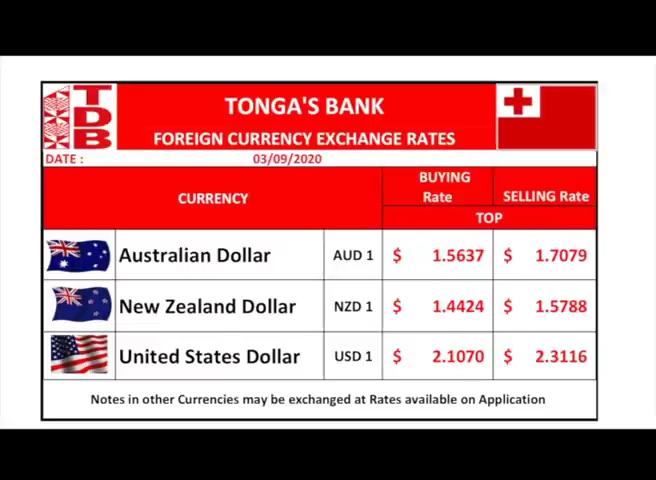 TDB
TONGA'S BANK
FOREIGN CURRENCY EXCHANGE RATES
DATE : 03/09/2020
CURRENCY BUYING Rate SELLING Rate
TOP
Australian Dollar AUD 1 $ 1.5637 $ 1.7079
New Zealand Dollar NZD 1 $ 1.4424 $ 1.5788
United States Dollar USD 1 $ 2.1070 $ 2.3116
Notes in other Currencies may be exchanged at Rates available on Application